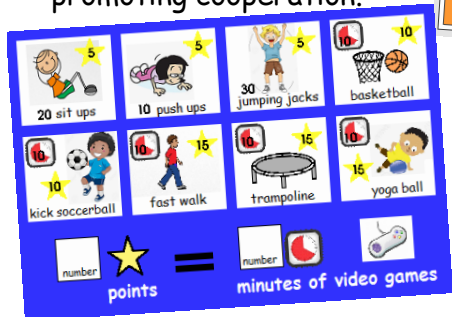 promoting cooperation.
5
20 sit ups
5
10 push ups
5
30
jumping jacks
10
10
basketball
10
10
kick soccerball
10
15
fast walk
10
15
trampoline
10
15
yoga ball
number
points
=
number
minutes of video games